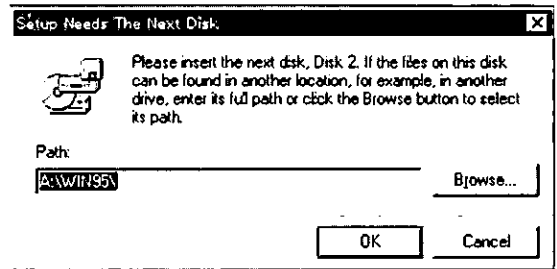 Setup Needs The Next Disk
Please insert the next disk, Disk 2. If the files on this disk
can be found in another location, for example, in another
drive, enter its full path or click the Browse button to select
its path.
Path:
A:\WIN95\
Browse...
OK
Cancel